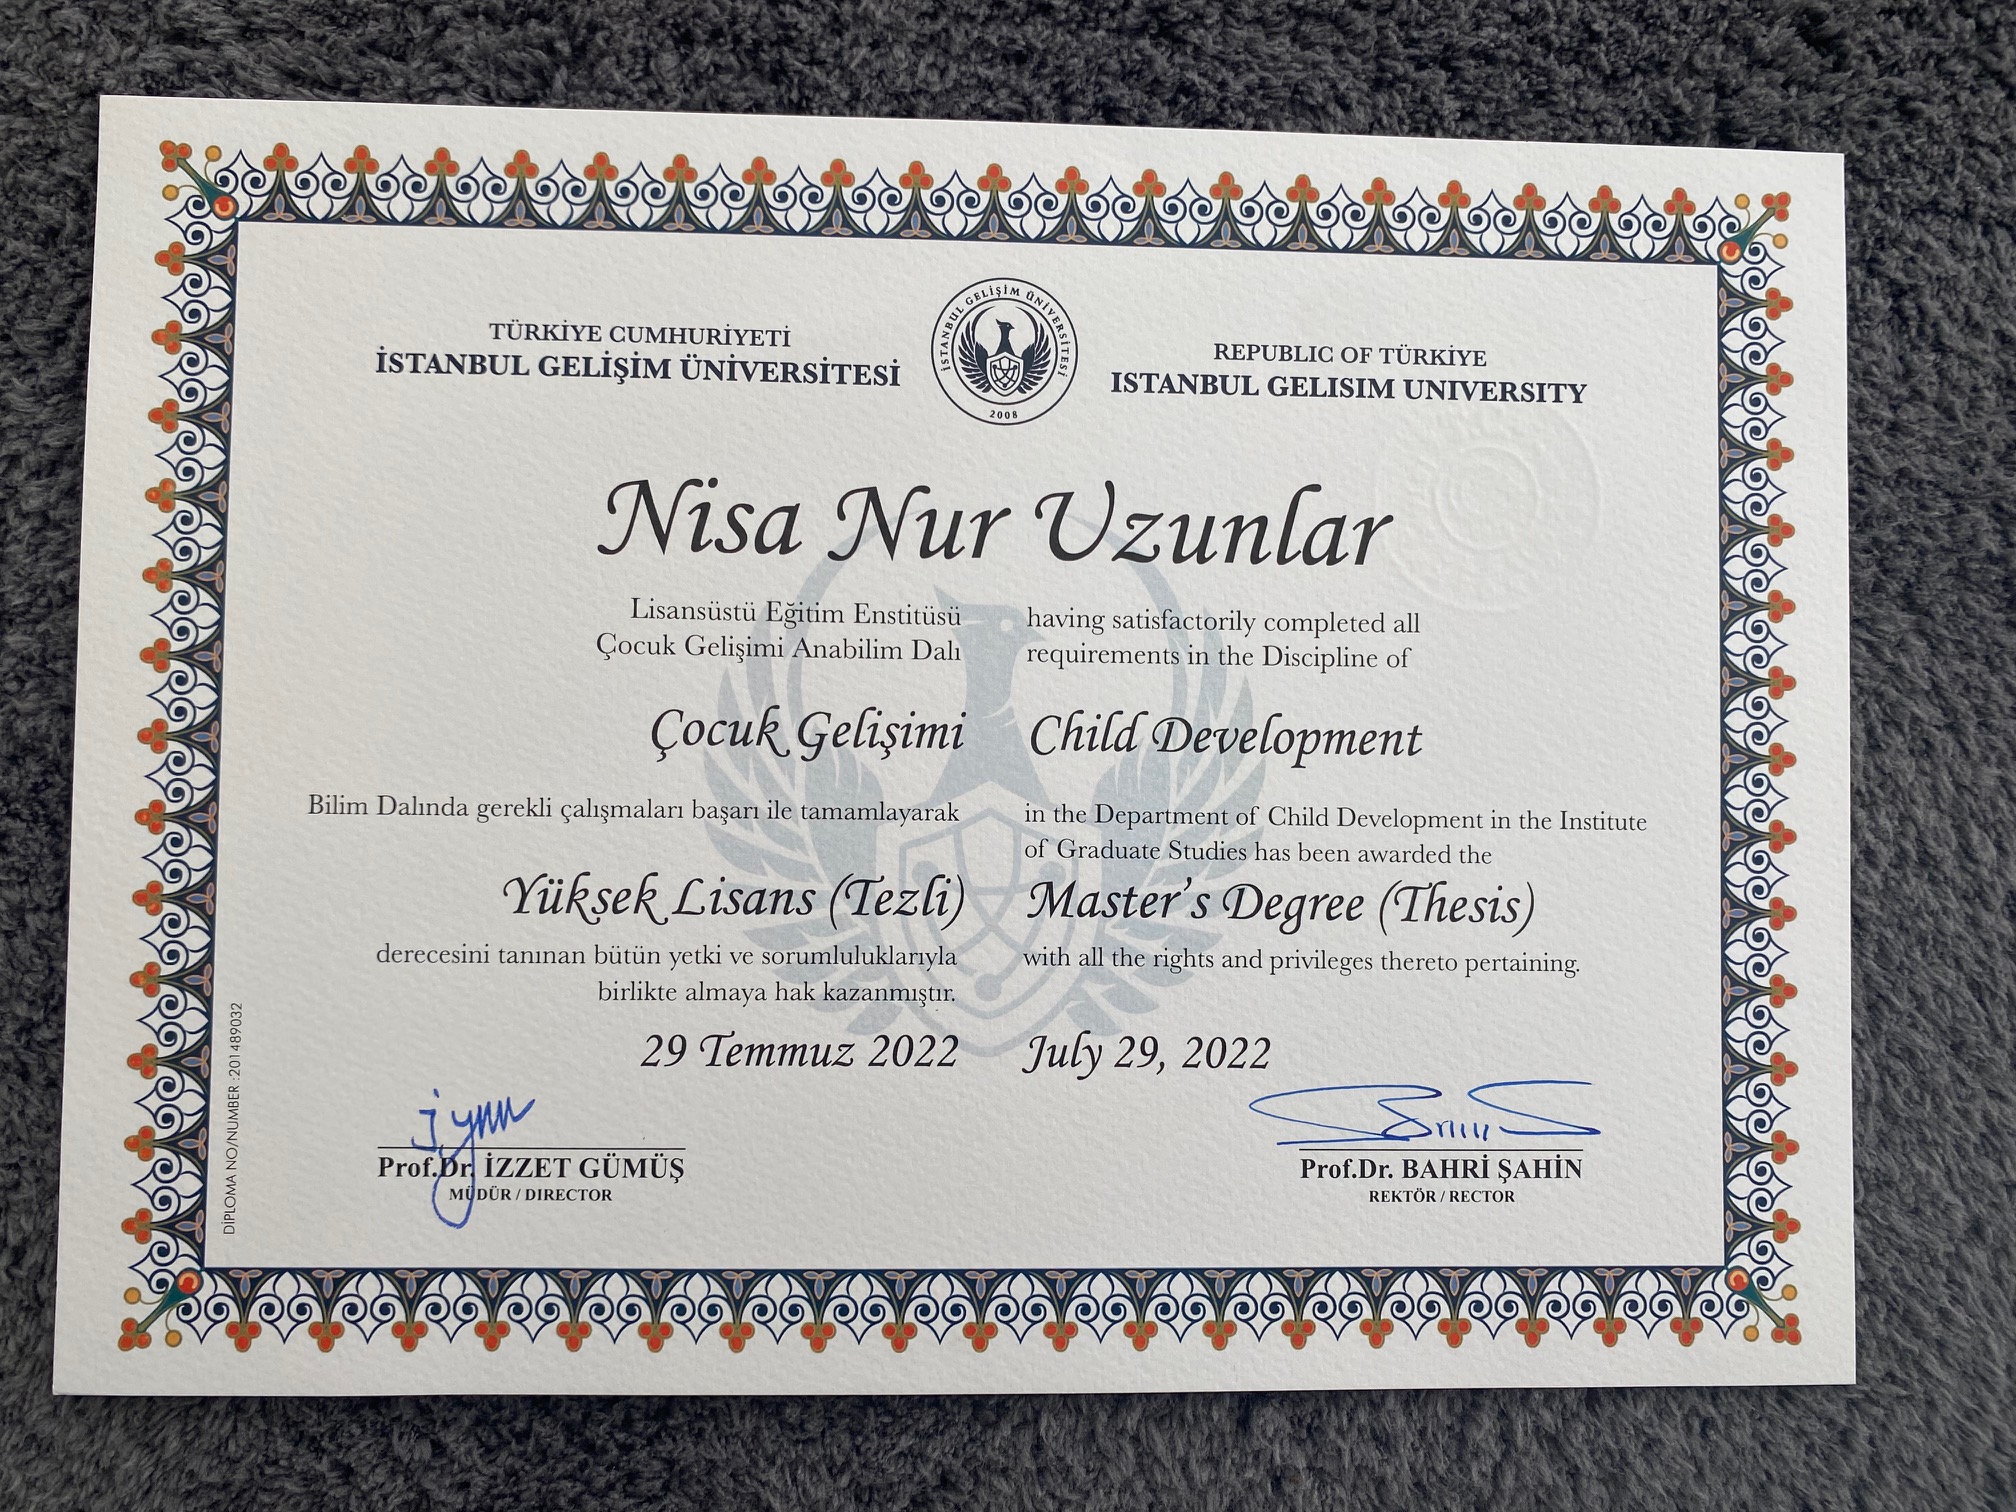 TÜRKİYE CUMHURİYETİ
İSTANBUL GELİŞİM ÜNİVERSİTESİ
İSTANBUL GELİŞİM ÜNİVERSİTESİ
2008
REPUBLIC OF TÜRKİYE
ISTANBUL GELISIM UNIVERSITY
Nisa Nur Uzunlar
Lisansüstü Eğitim Enstitüsü
Çocuk Gelişimi Anabilim Dalı
Çocuk Gelişimi
Bilim Dalında gerekli çalışmaları başarı ile tamamlayarak
Yüksek Lisans (Tezli)
derecesini tanınan bütün yetki ve sorumluluklarıyla
birlikte almaya hak kazanmıştır.
29 Temmuz 2022
having satisfactorily completed all
requirements in the Discipline of
Child Development
in the Department of Child Development in the Institute
of Graduate Studies has been awarded the
Master's Degree (Thesis)
with all the rights and privileges thereto pertaining.
July 29, 2022
Prof.Dr. İZZET GÜMÜŞ
MÜDÜR / DIRECTOR
Prof.Dr. BAHRİ ŞAHİN
REKTÖR / RECTOR
DİPLOMA NO/NUMBER :201489032